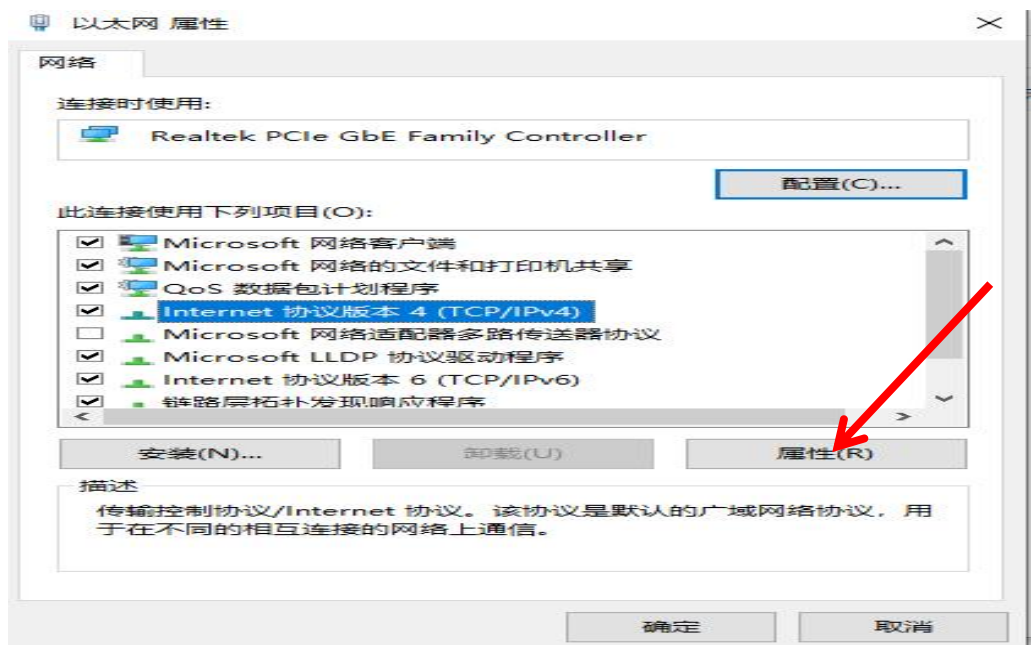 以太网 属性
网络
连接时使用:
Realtek PCIe GbE Family Controller
配置(C)...
此连接使用下列项目(O):
Microsoft 网络客户端
Microsoft 网络的文件和打印机共享
QoS 数据包计划程序
Internet 协议版本 4 (TCP/IPv4)
Microsoft 网络适配器多路传送器协议
Microsoft LLDP 协议驱动程序
Internet 协议版本 6 (TCP/IPv6)
链路层拓扑发现响应程序
安装(N)... 卸载(U) 属性(R)
描述
传输控制协议/Internet 协议。该协议是默认的广域网络协议，用
于在不同的相互连接的网络上通信。
确定 取消